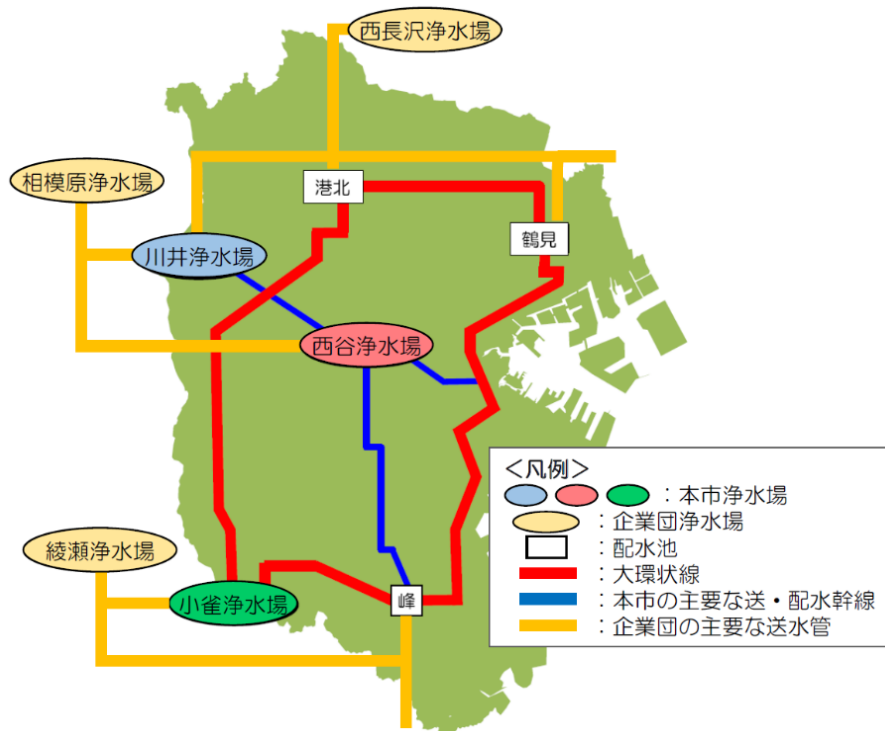 西長沢浄水場
相模原浄水場
港北
鶴見
川井浄水場
西谷浄水場
綾瀬浄水場
小雀浄水場
峰
<凡例>
:本市浄水場
:企業団浄水場
:配水池
:大環状線
:本市の主要な送・配水幹線
:企業団の主要な送水管